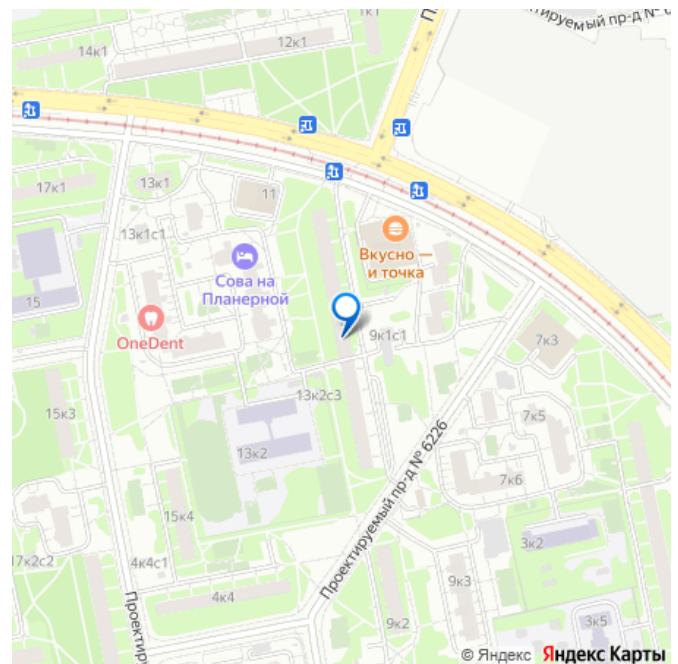 1к1
14к1
12к1
Проектируемый пр-д №
17к1
13к1
11
13к1с1
Вкусно —
и точка
Сова на
Планерной
15
OneDent
9к1с1
7к3
13к2с3
15к3
7к5
13к2
7к6
Проектируемый пр-д № 6226
15к4
3к2
17к2с2
4к4с1
9к3
4к4
9к2
3к5
© Яндекс Яндекс Карты